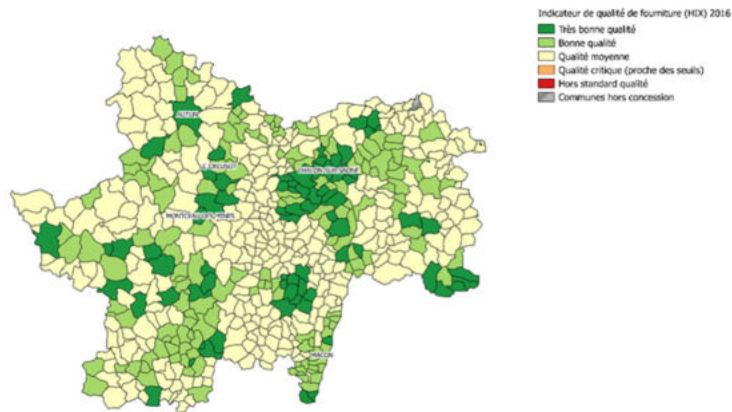 Indicateur de qualité de fourniture (HIX) 2016
Très bonne qualité
Bonne qualité
Qualité moyenne
Qualité critique (proche des seuils)
Hors standard qualité
Communes hors concession
AUTUN
LE CREUSOT
CHALON-SUR-SAONE
MONTCEAU-LES-MINES
MACON